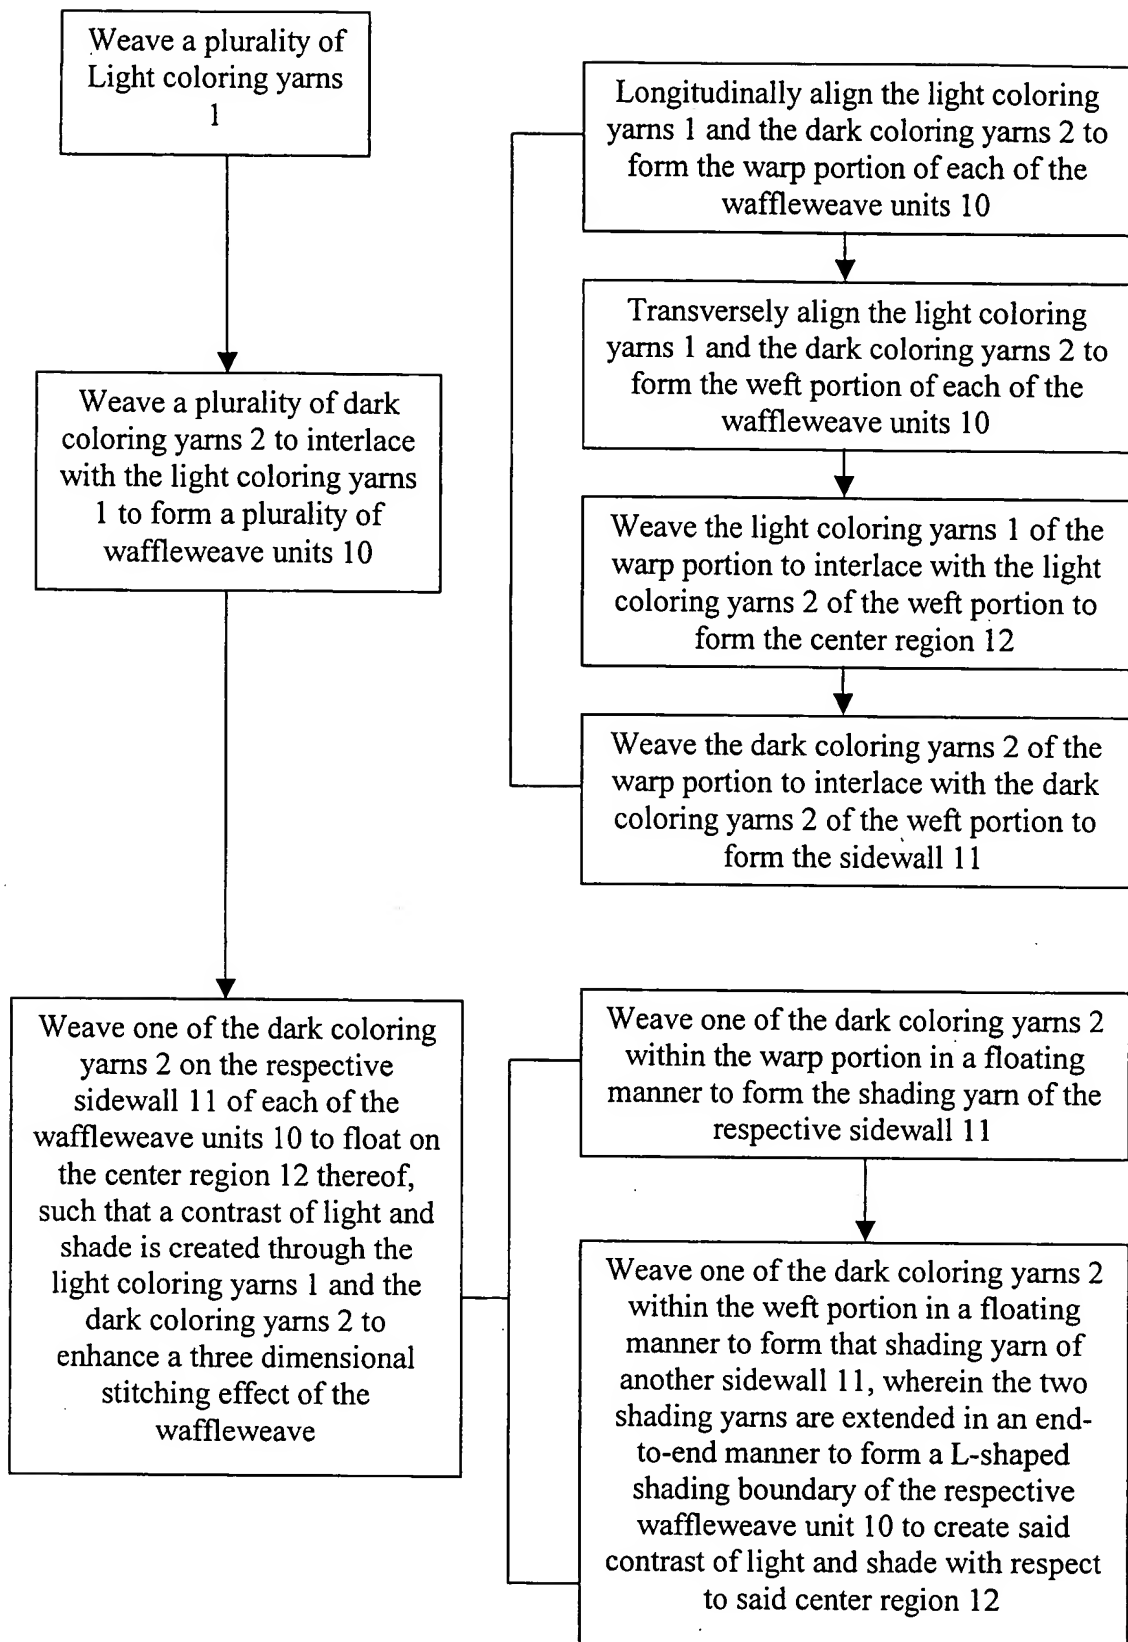 Weave a plurality of
Light coloring yarns
1
Weave a plurality of dark
coloring yarns 2 to interlace
with the light coloring yarns
1 to form a plurality of
waffleweave units 10
Weave one of the dark coloring
yarns 2 on the respective
sidewall 11 of each of the
waffleweave units 10 to float on
the center region 12 thereof,
such that a contrast of light and
shade is created through the
light coloring yarns 1 and the
dark coloring yarns 2 to
enhance a three dimensional
stitching effect of the
waffleweave
Longitudinally align the light coloring
yarns 1 and the dark coloring yarns 2 to
form the warp portion of each of the
waffleweave units 10
Transversely align the light coloring
yarns 1 and the dark coloring yarns 2 to
form the weft portion of each of the
waffleweave units 10
Weave the light coloring yarns 1 of the
warp portion to interlace with the light
coloring yarns 2 of the weft portion to
form the center region 12
Weave the dark coloring yarns 2 of the
warp portion to interlace with the dark
coloring yarns 2 of the weft portion to
form the sidewall 11
Weave one of the dark coloring yarns 2
within the warp portion in a floating
manner to form the shading yarn of the
respective sidewall 11
Weave one of the dark coloring yarns 2
within the weft portion in a floating
manner to form that shading yarn of
another sidewall 11, wherein the two
shading yarns are extended in an end-
to-end manner to form a L-shaped
shading boundary of the respective
waffleweave unit 10 to create said
contrast of light and shade with respect
to said center region 12